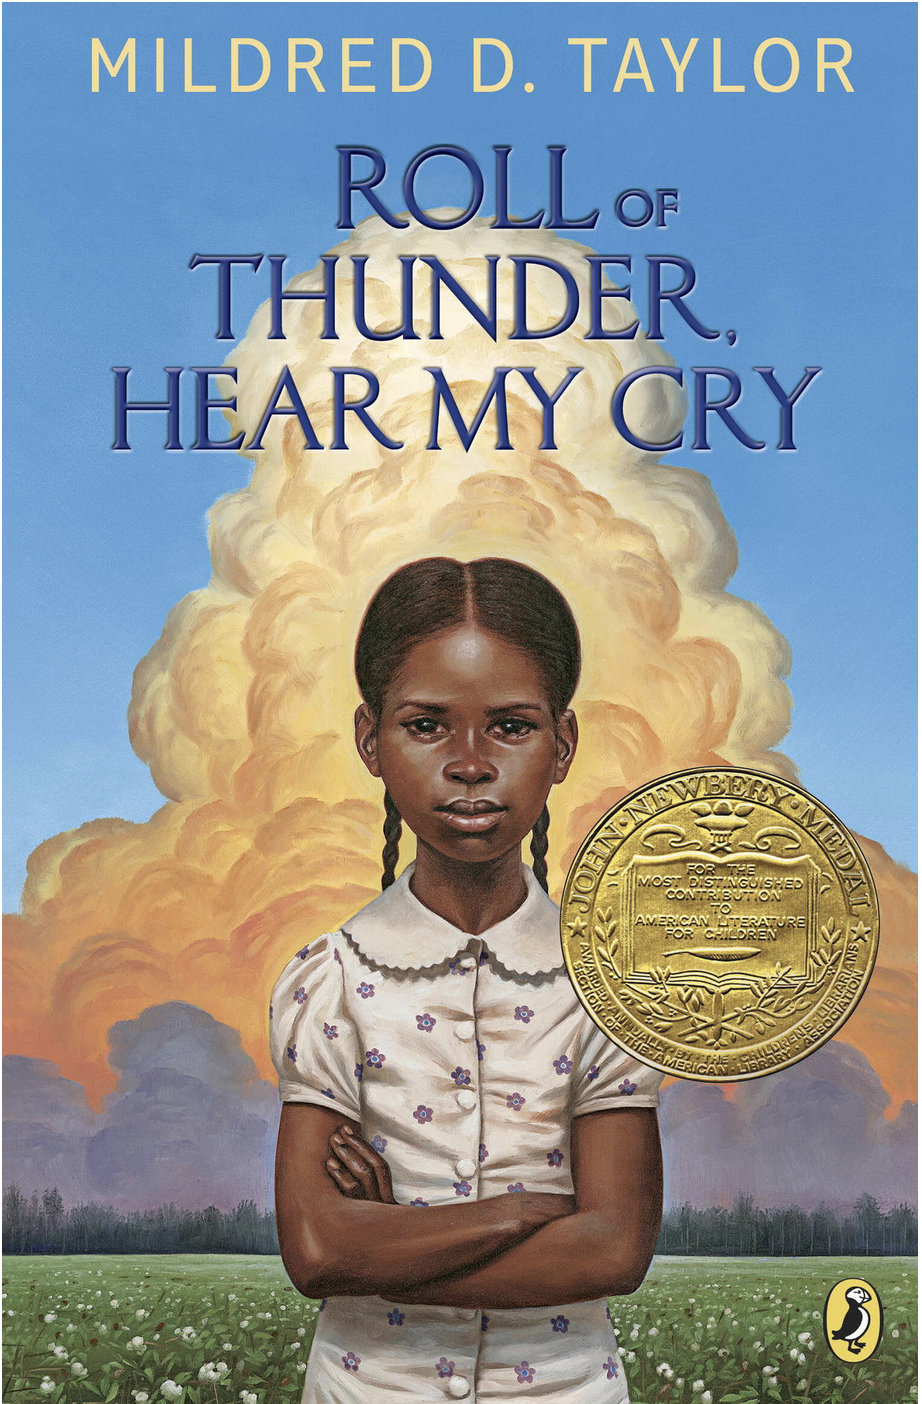 MILDRED D. TAYLOR
ROLL OF
THUNDER,
HEAR MY CRY
JOHN · NEWBERY · MEDAL
FOR THE
MOST DISTINGUISHED
CONTRIBUTION
TO
AMERICAN LITERATURE
FOR CHILDREN
AWARDED ANNUALLY · BY · THE · CHILDREN'S · LIBRARIANS
SECTION · OF · THE · AMERICAN · LIBRARY · ASSOCIATION